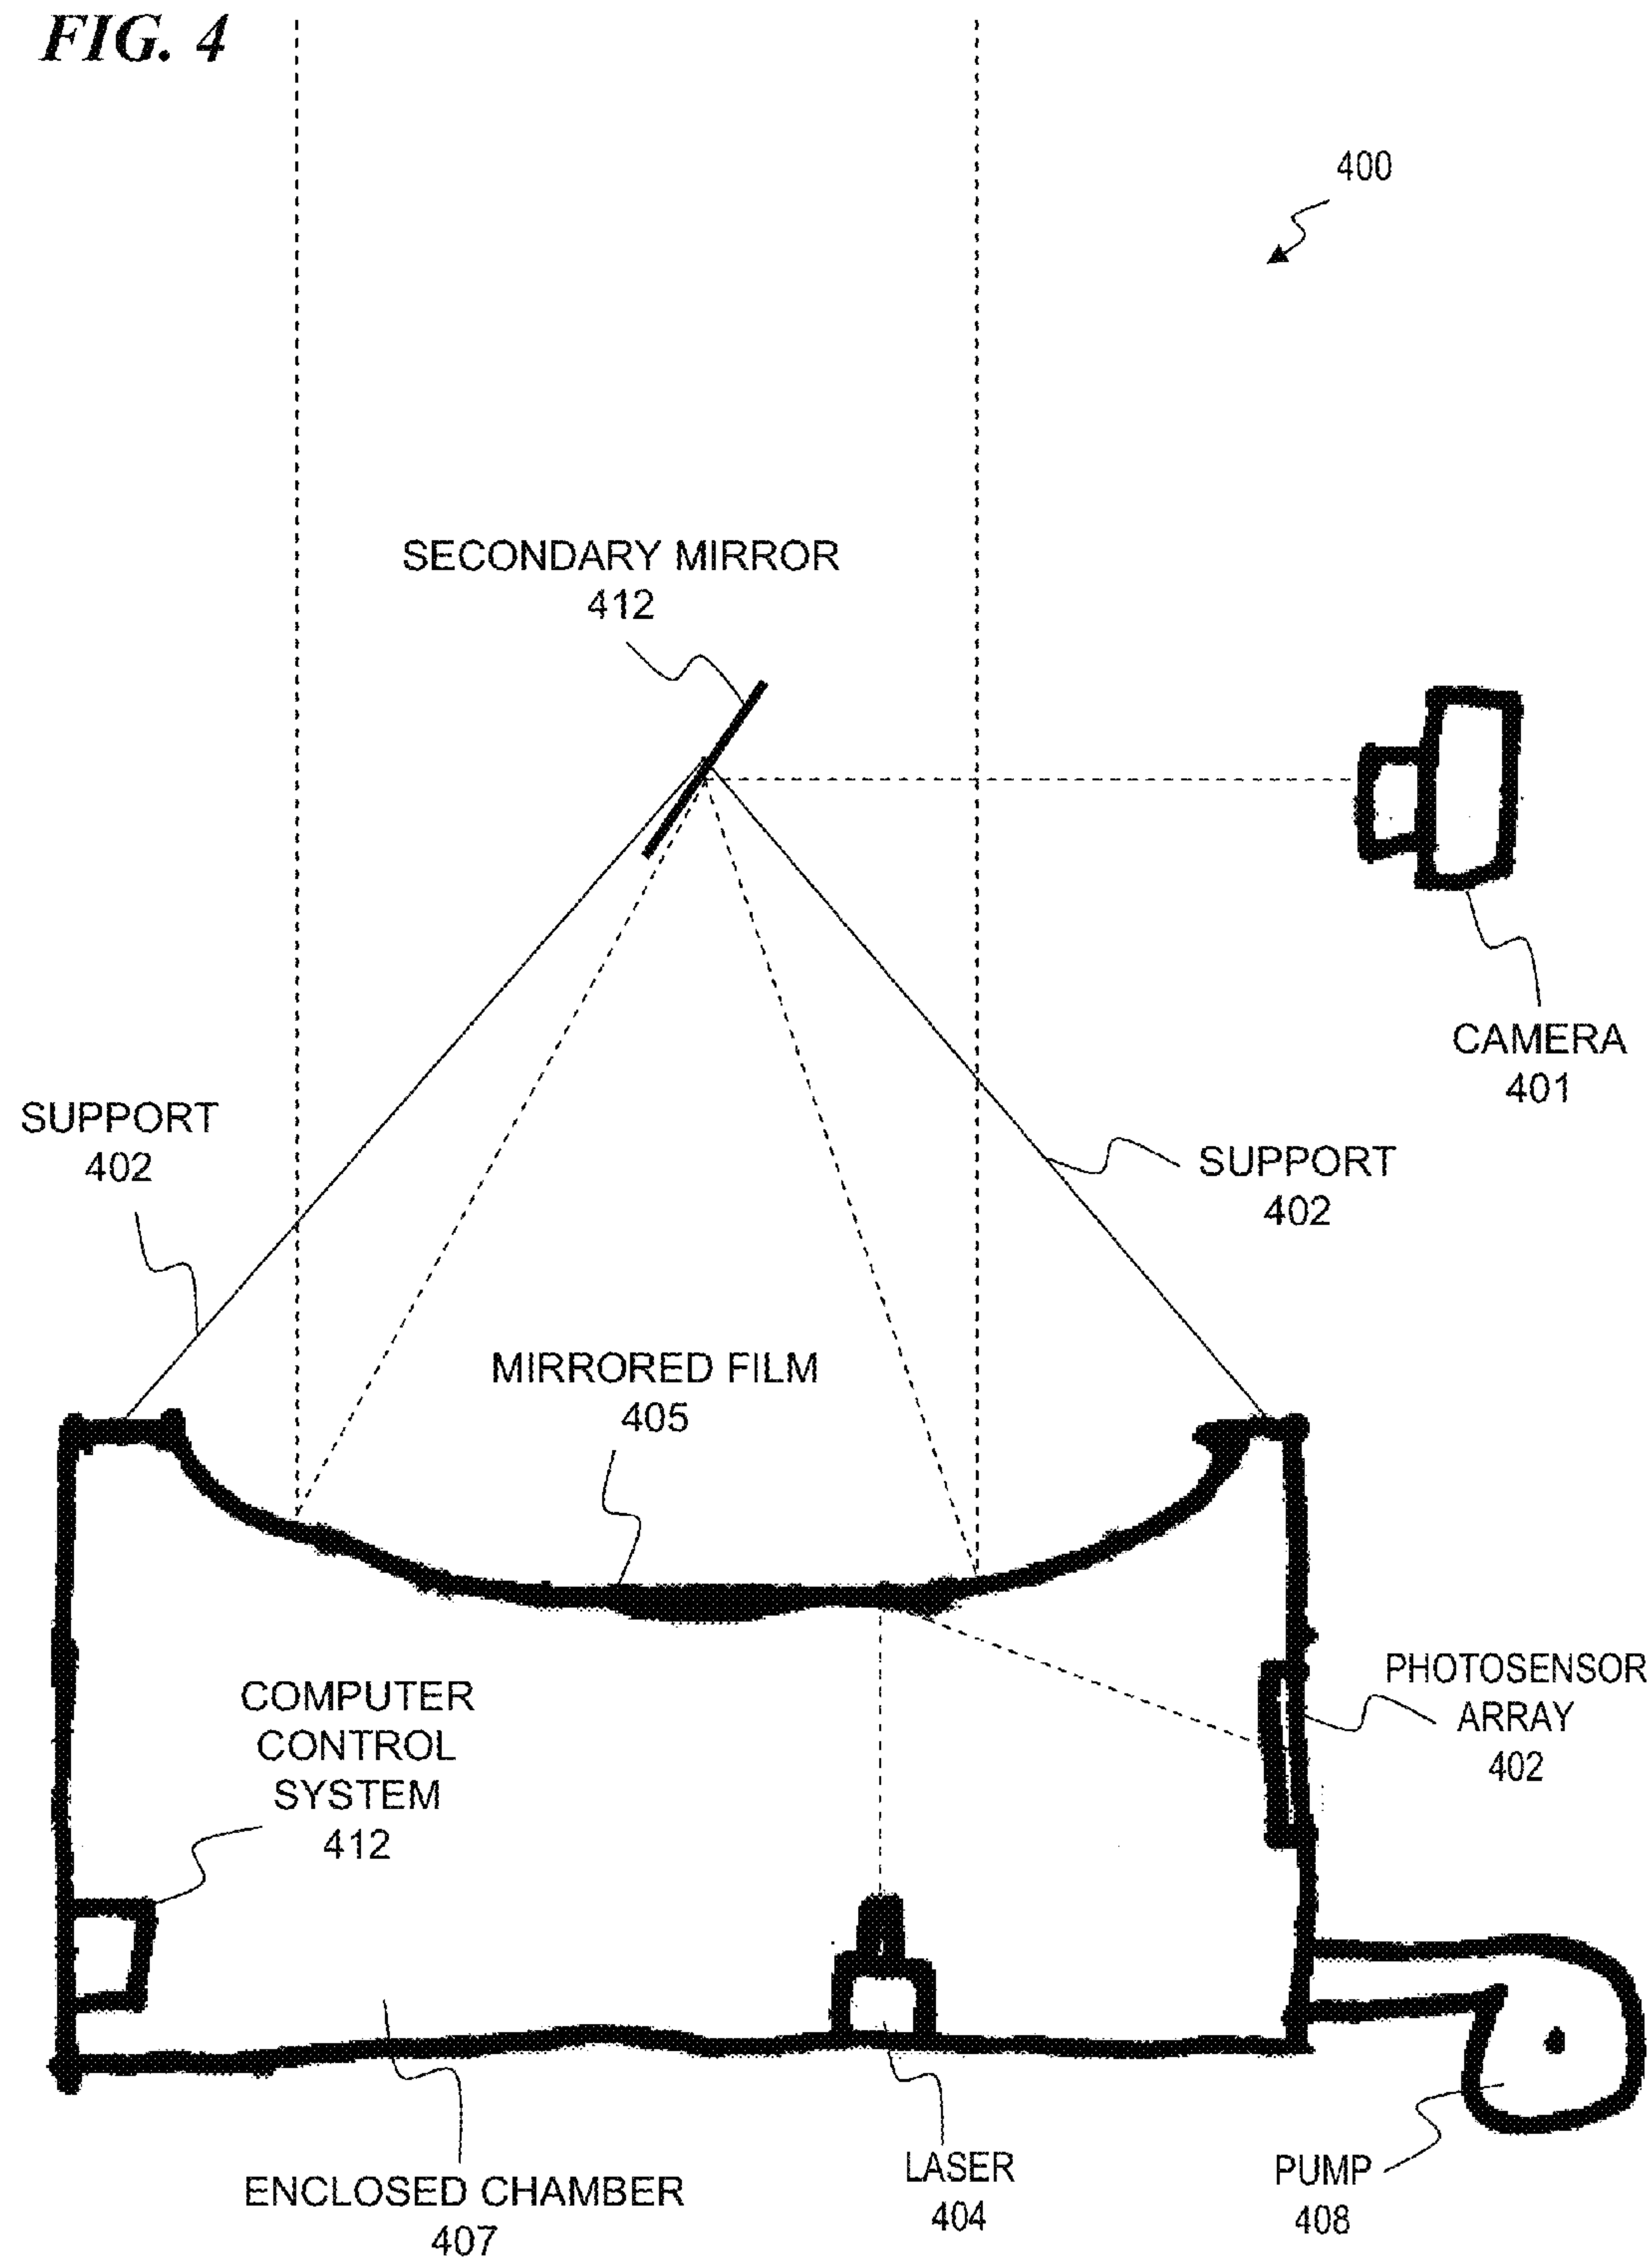 FIG. 4
400
SECONDARY MIRROR
412
CAMERA
401
SUPPORT
402
SUPPORT
402
MIRRORED FILM
405
PHOTOSENSOR
ARRAY
402
COMPUTER
CONTROL
SYSTEM
412
ENCLOSED CHAMBER
407
LASER
404
PUMP
408